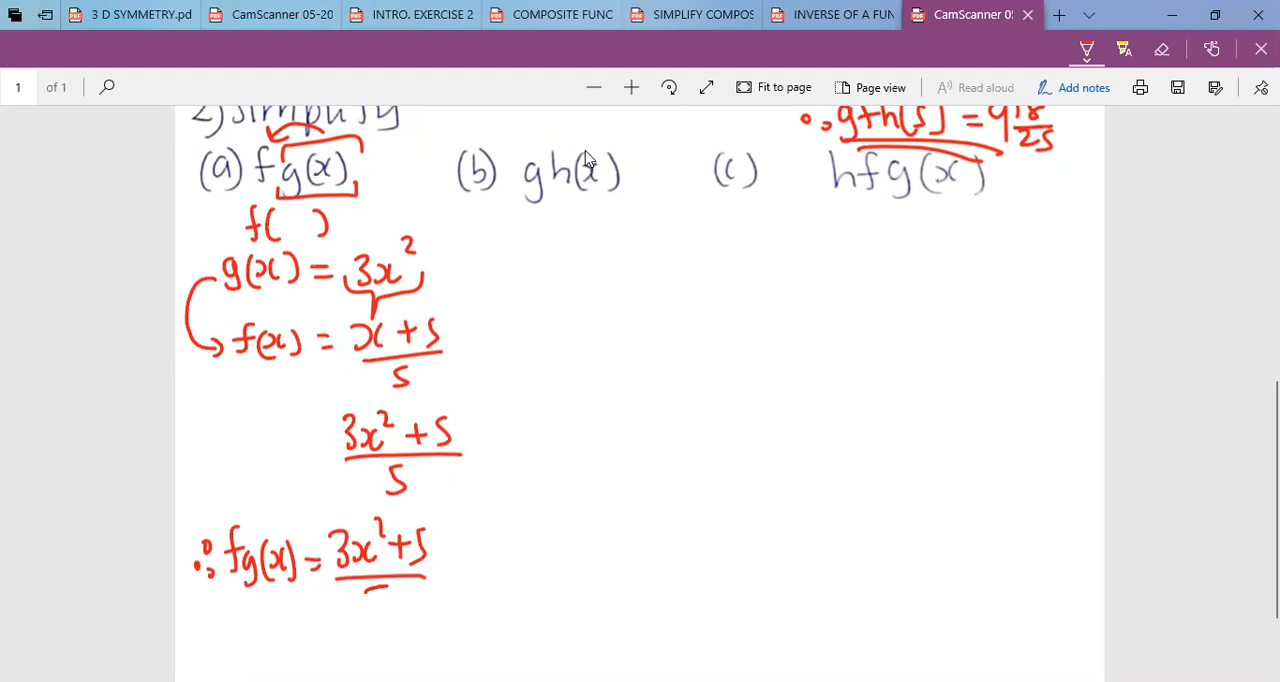 3 D SYMMETRY.pd CamScanner 05-20 INTRO. EXERCISE 2 COMPOSITE FUNC SIMPLIFY COMPOS INVERSE OF A FUN CamScanner 05
1 of 1 Fit to page Page view Read aloud Add notes
2) simplify
∴ gfh(5) = 9 18/25
(a) fg(x) (b) gh(x) (c) hfg(x)
f( )
g(x) = 3x²
f(x) = x + 5
5
3x² + 5
5
∴ fg(x) = 3x² + 5